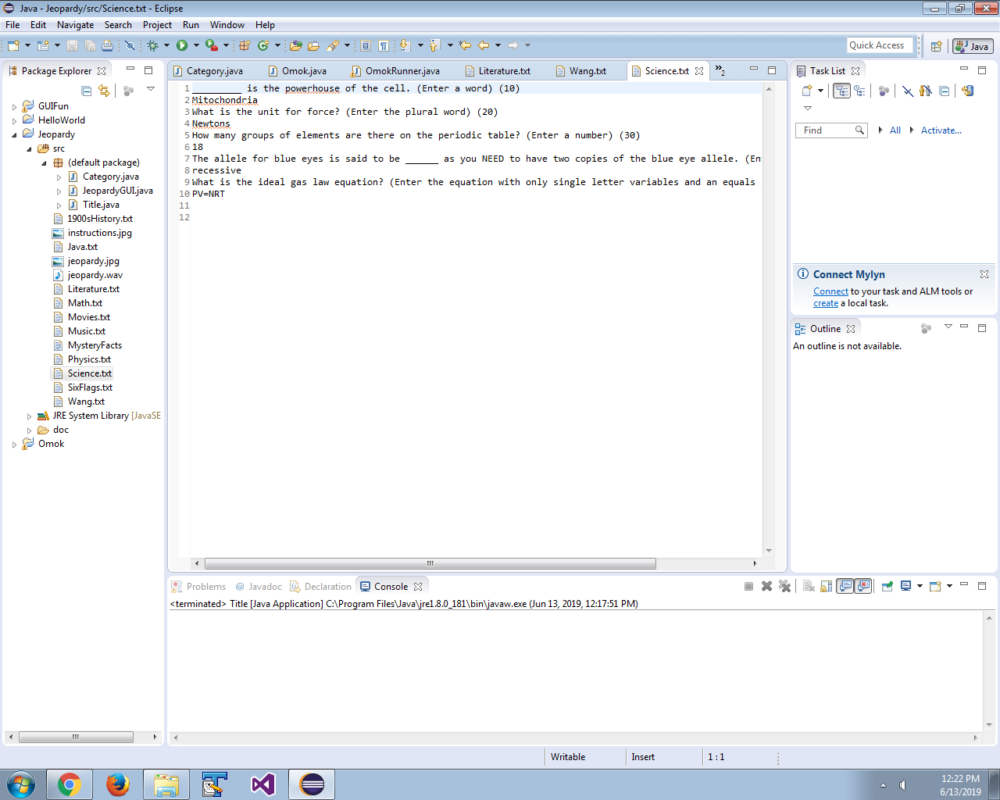 Java - Jeopardy/src/Science.txt - Eclipse
File Edit Navigate Search Project Run Window Help
Quick Access
Java
Package Explorer
GUIFun
HelloWorld
Jeopardy
src
(default package)
Category.java
JeopardyGUI.java
Title.java
1900sHistory.txt
instructions.jpg
Java.txt
jeopardy.jpg
jeopardy.wav
Literature.txt
Math.txt
Movies.txt
Music.txt
MysteryFacts
Physics.txt
Science.txt
SixFlags.txt
Wang.txt
JRE System Library [JavaSE
doc
Omok
Category.java Omok.java OmokRunner.java Literature.txt Wang.txt Science.txt »2
1 _________ is the powerhouse of the cell. (Enter a word) (10)
2 Mitochondria
3 What is the unit for force? (Enter the plural word) (20)
4 Newtons
5 How many groups of elements are there on the periodic table? (Enter a number) (30)
6 18
7 The allele for blue eyes is said to be ______ as you NEED to have two copies of the blue eye allele. (En
8 recessive
9 What is the ideal gas law equation? (Enter the equation with only single letter variables and an equals
10 PV=NRT
11
12
Task List
Find All Activate...
Connect Mylyn
Connect to your task and ALM tools or
create a local task.
Outline
An outline is not available.
Problems @ Javadoc Declaration Console
<terminated> Title [Java Application] C:\Program Files\Java\jre1.8.0_181\bin\javaw.exe (Jun 13, 2019, 12:17:51 PM)
Writable Insert 1 : 1
12:22 PM
6/13/2019